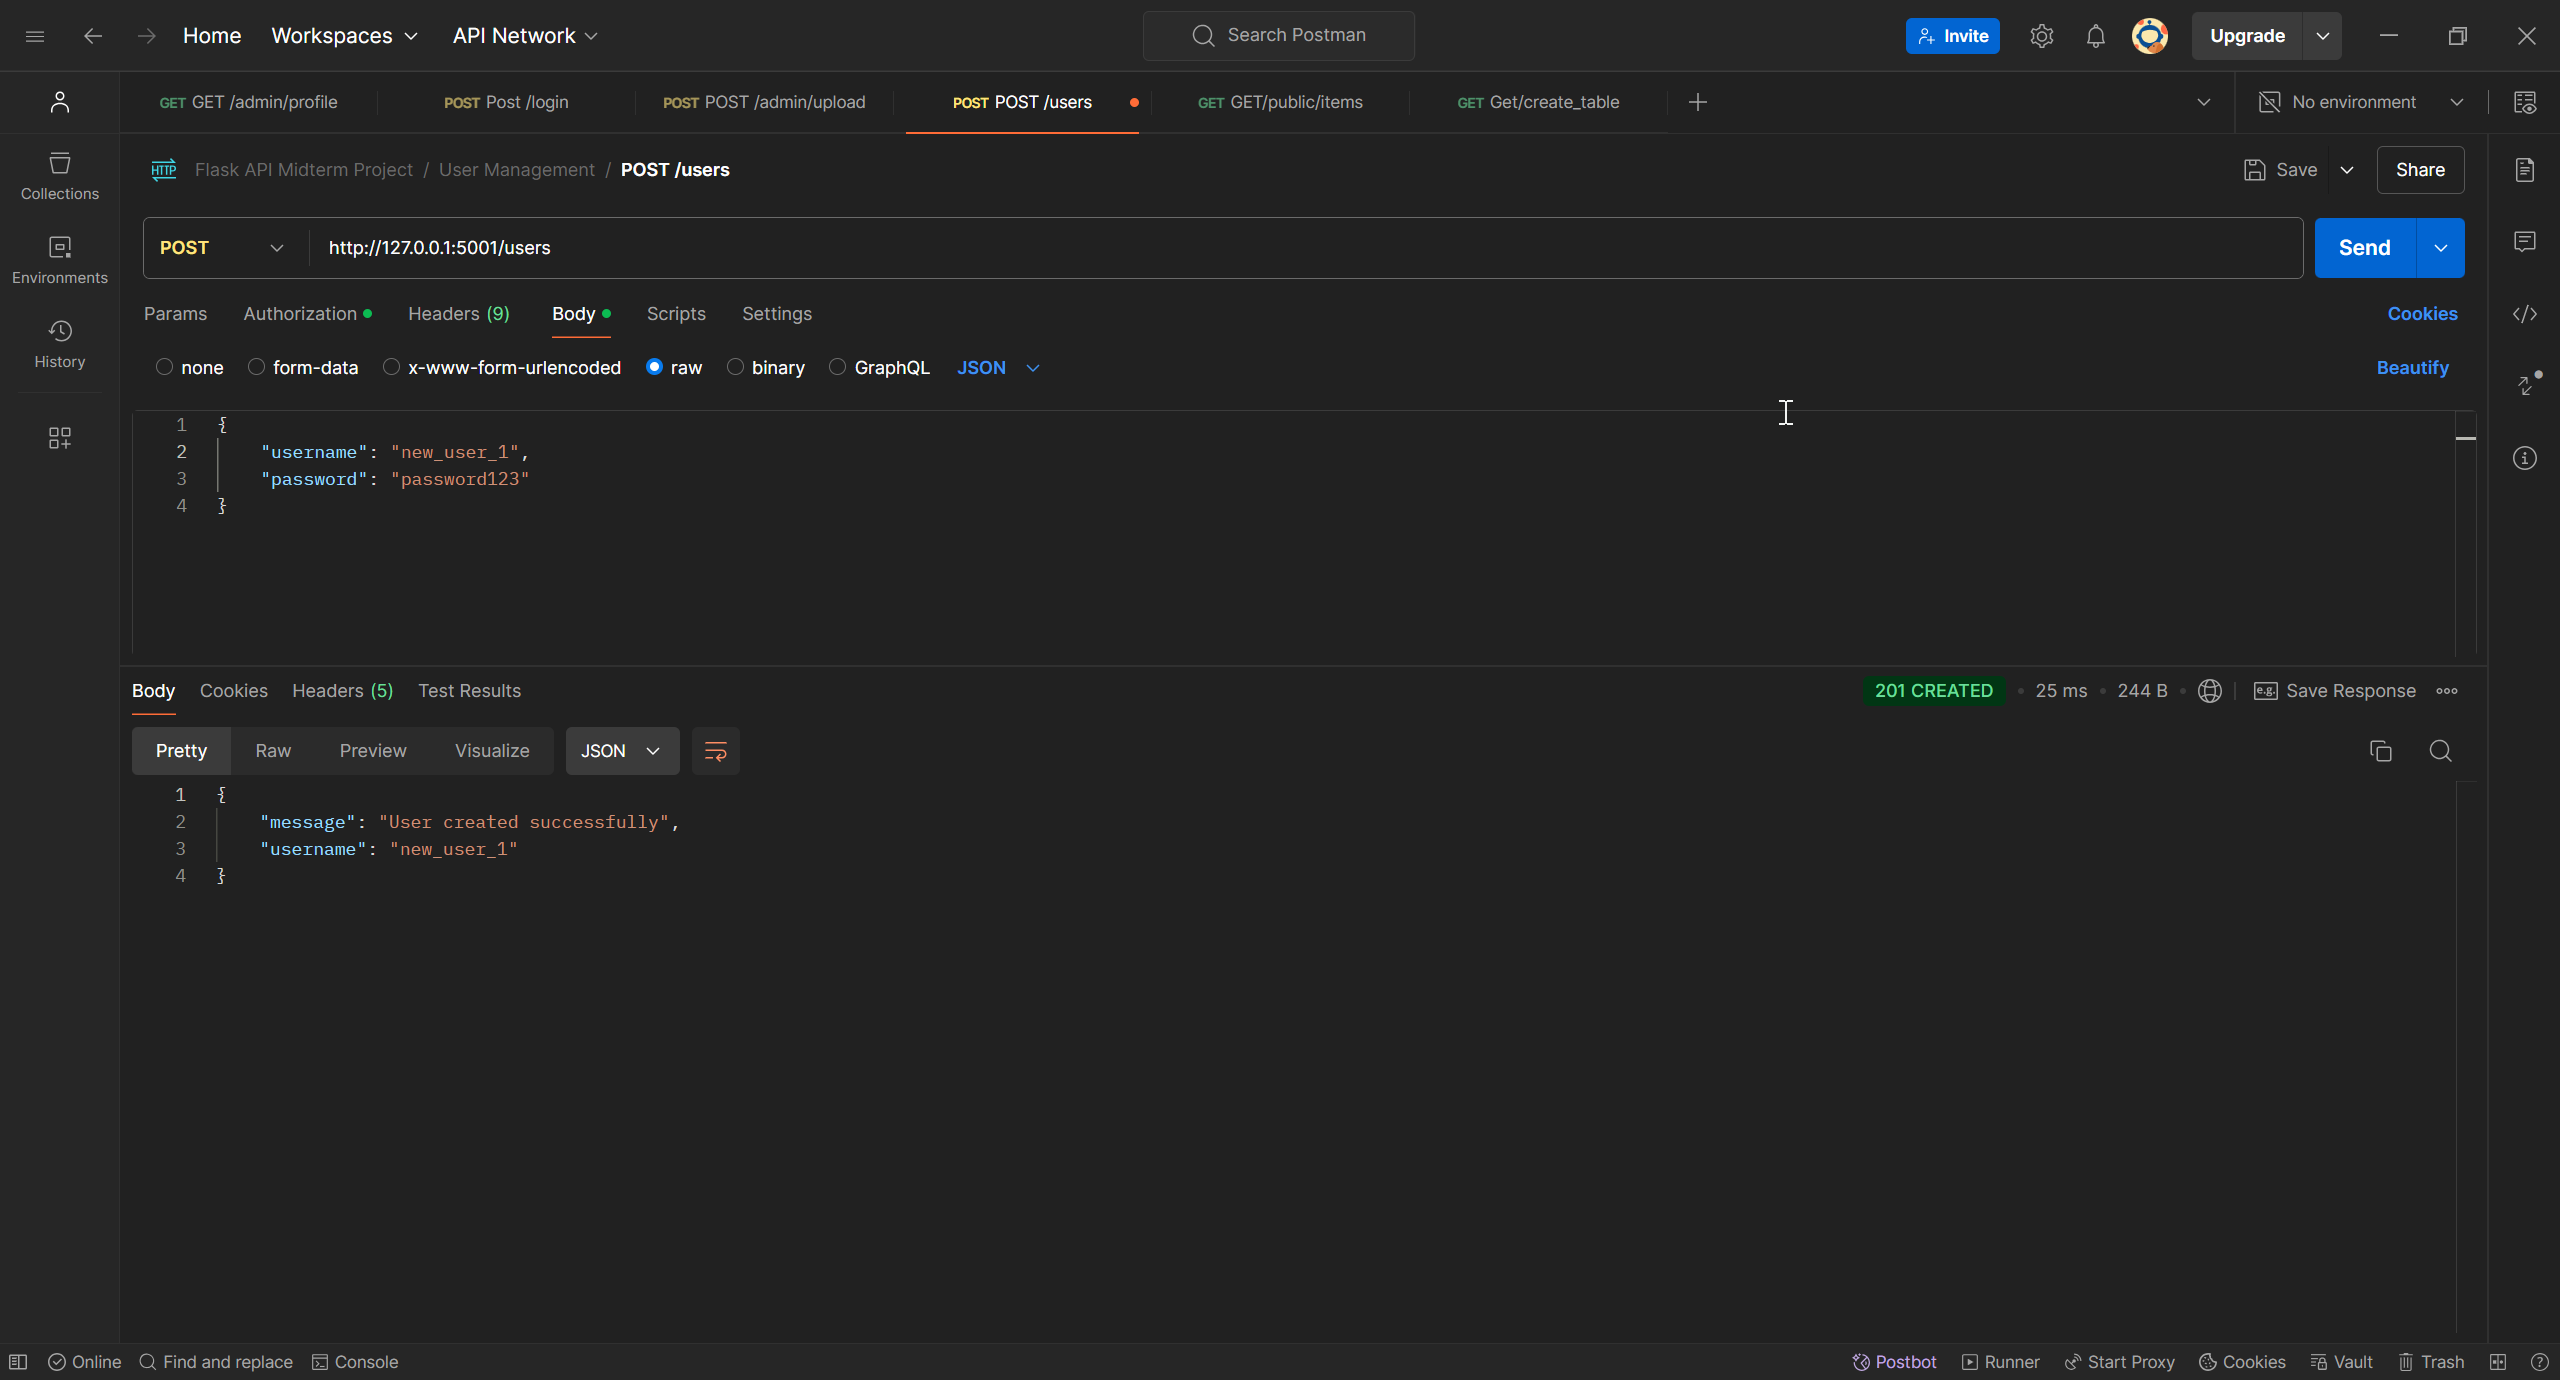 Home Workspaces API Network Search Postman Invite Upgrade
GET GET /admin/profile POST Post /login POST POST /admin/upload POST POST /users GET GET/public/items GET Get/create_table No environment
HTTP Flask API Midterm Project / User Management / POST /users Save Share
Collections
POST http://127.0.0.1:5001/users Send
Environments
Params Authorization Headers (9) Body Scripts Settings Cookies
History
none form-data x-www-form-urlencoded raw binary GraphQL JSON Beautify
1 {
2 "username": "new_user_1",
3 "password": "password123"
4 }
Body Cookies Headers (5) Test Results 201 CREATED 25 ms 244 B e.g. Save Response
Pretty Raw Preview Visualize JSON
1 {
2 "message": "User created successfully",
3 "username": "new_user_1"
4 }
Online Find and replace Console Postbot Runner Start Proxy Cookies Vault Trash